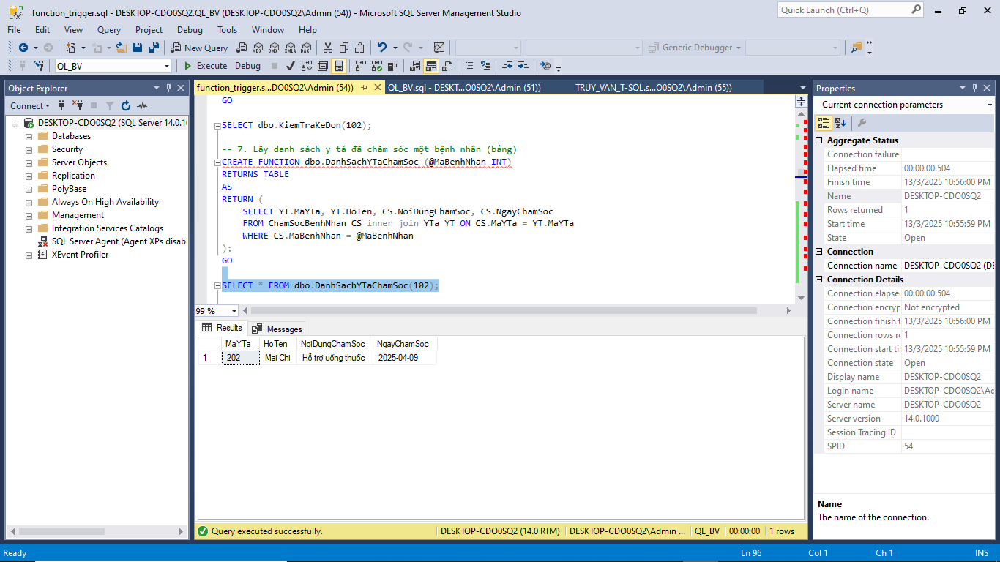 function_trigger.sql - DESKTOP-CDO0SQ2.QL_BV (DESKTOP-CDO0SQ2\Admin (54)) - Microsoft SQL Server Management Studio
Quick Launch (Ctrl+Q)
File Edit View Query Project Debug Tools Window Help
New Query MDX DMX XMLA DAX
Generic Debugger
QL_BV
Execute Debug
Object Explorer
Connect
DESKTOP-CDO0SQ2 (SQL Server 14.0.10
Databases
Security
Server Objects
Replication
PolyBase
Always On High Availability
Management
Integration Services Catalogs
SQL Server Agent (Agent XPs disabl
XEvent Profiler
function_trigger.s...DO0SQ2\Admin (54)) QL_BV.sql - DESKT...O0SQ2\Admin (51)) TRUY_VAN_T-SQL.s...O0SQ2\Admin (55))
GO
SELECT dbo.KiemTraKeDon(102);
-- 7. Lấy danh sách y tá đã chăm sóc một bệnh nhân (bảng)
CREATE FUNCTION dbo.DanhSachYTaChamSoc (@MaBenhNhan INT)
RETURNS TABLE
AS
RETURN (
SELECT YT.MaYTa, YT.HoTen, CS.NoiDungChamSoc, CS.NgayChamSoc
FROM ChamSocBenhNhan CS inner join YTa YT ON CS.MaYTa = YT.MaYTa
WHERE CS.MaBenhNhan = @MaBenhNhan
);
GO
SELECT * FROM dbo.DanhSachYTaChamSoc(102);
99 %
Results Messages
MaYTa HoTen NoiDungChamSoc NgayChamSoc
1 202 Mai Chi Hỗ trợ uống thuốc 2025-04-09
Query executed successfully. DESKTOP-CDO0SQ2 (14.0 RTM) DESKTOP-CDO0SQ2\Admin ... QL_BV 00:00:00 1 rows
Properties
Current connection parameters
Aggregate Status
Connection failures
Elapsed time 00:00:00.504
Finish time 13/3/2025 10:56:00 PM
Name DESKTOP-CDO0SQ2
Rows returned 1
Start time 13/3/2025 10:55:59 PM
State Open
Connection
Connection name DESKTOP-CDO0SQ2 (DE
Connection Details
Connection elapsed 00:00:00.504
Connection encryp Not encrypted
Connection finish t 13/3/2025 10:56:00 PM
Connection rows re 1
Connection start tir 13/3/2025 10:55:59 PM
Connection state Open
Display name DESKTOP-CDO0SQ2
Login name DESKTOP-CDO0SQ2\Ad
Server name DESKTOP-CDO0SQ2
Server version 14.0.1000
Session Tracing ID
SPID 54
Name
The name of the connection.
Ready Ln 96 Col 1 Ch 1 INS